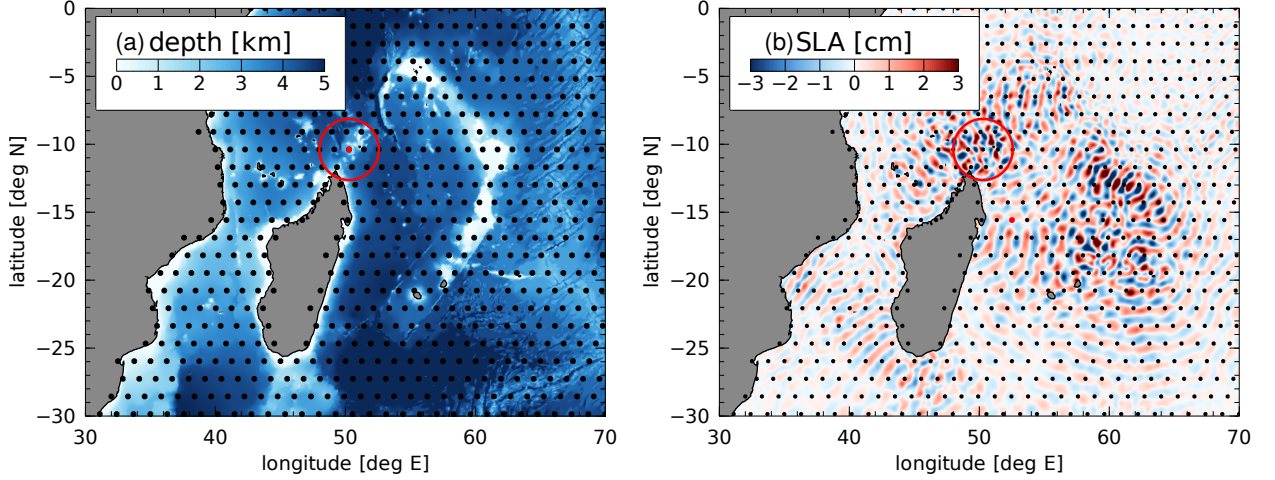 (a) depth [km]
0 1 2 3 4 5
0
−5
−10
−15
−20
−25
−30
latitude [deg N]
30 40 50 60 70
longitude [deg E]
(b) SLA [cm]
−3 −2 −1 0 1 2 3
0
−5
−10
−15
−20
−25
−30
latitude [deg N]
30 40 50 60 70
longitude [deg E]